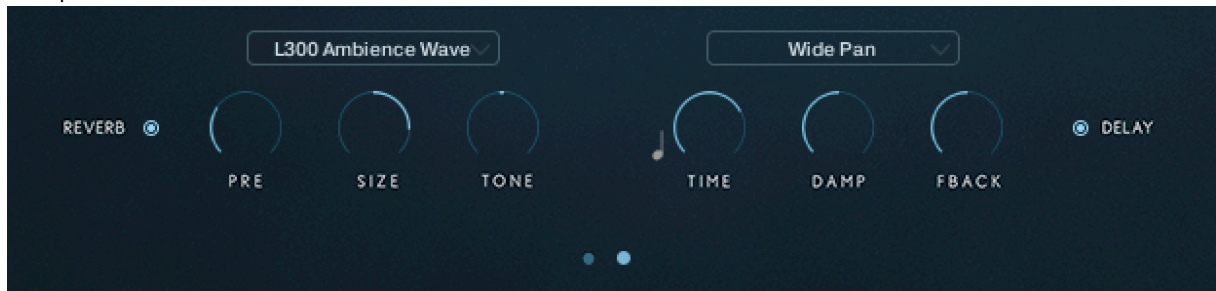 L300 Ambience Wave
Wide Pan
REVERB
DELAY
PRE
SIZE
TONE
TIME
DAMP
FBACK